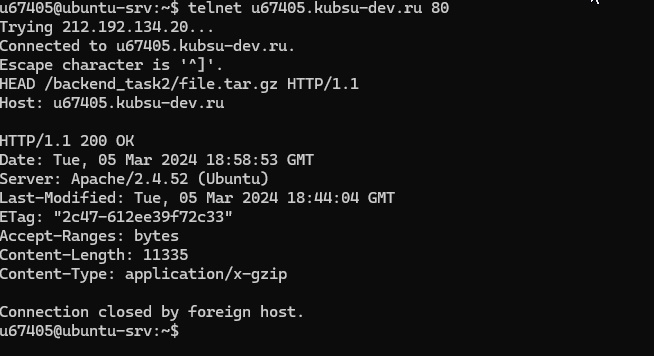 u67405@ubuntu-srv:~$ telnet u67405.kubsu-dev.ru 80
Trying 212.192.134.20...
Connected to u67405.kubsu-dev.ru.
Escape character is '^]'.
HEAD /backend_task2/file.tar.gz HTTP/1.1
Host: u67405.kubsu-dev.ru

HTTP/1.1 200 OK
Date: Tue, 05 Mar 2024 18:58:53 GMT
Server: Apache/2.4.52 (Ubuntu)
Last-Modified: Tue, 05 Mar 2024 18:44:04 GMT
ETag: "2c47-612ee39f72c33"
Accept-Ranges: bytes
Content-Length: 11335
Content-Type: application/x-gzip

Connection closed by foreign host.
u67405@ubuntu-srv:~$